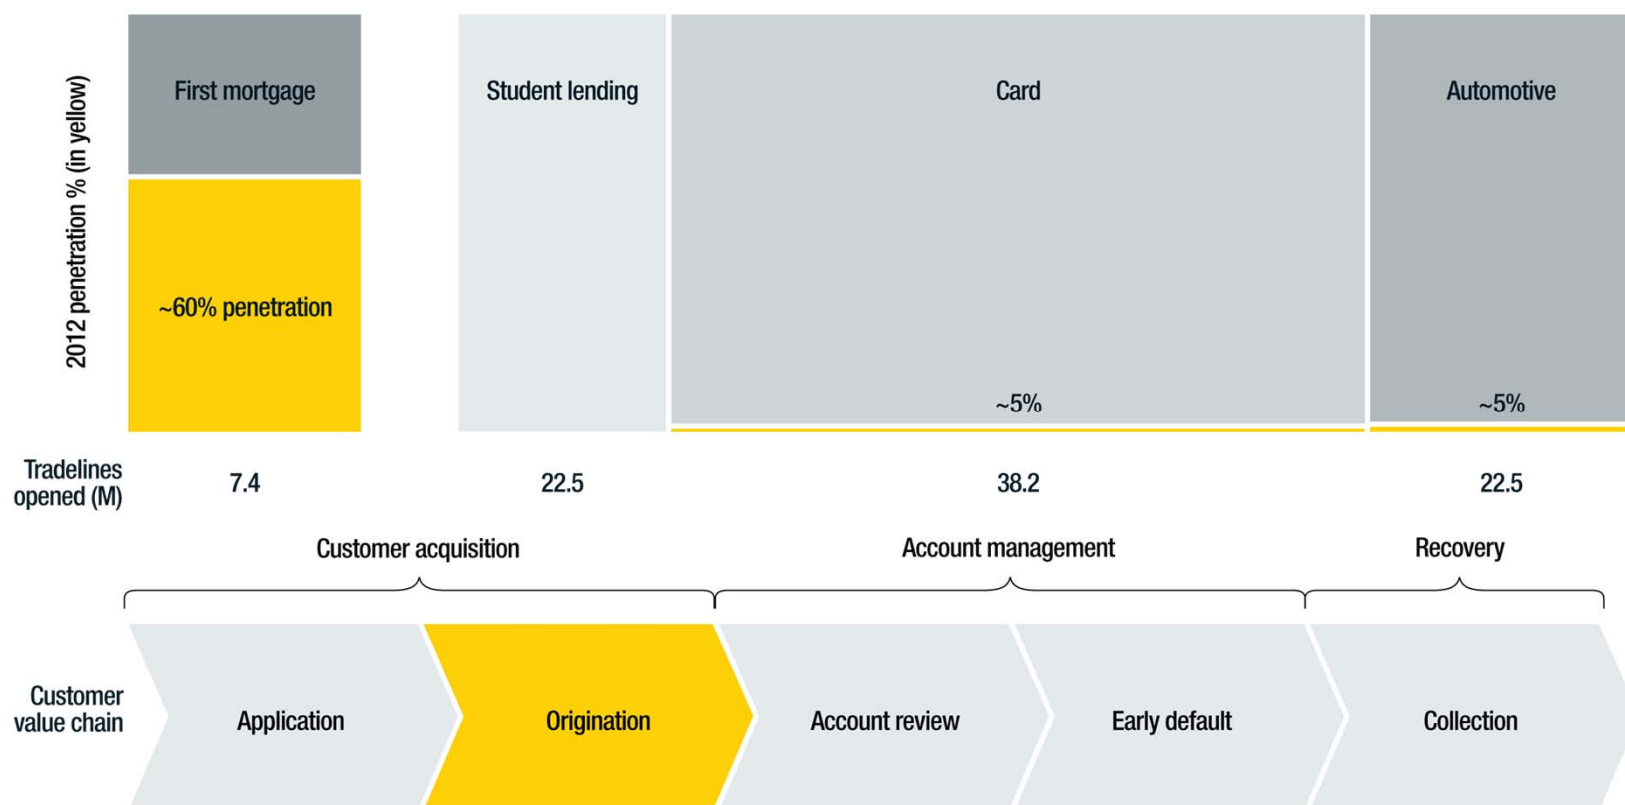 2012 penetration % (in yellow)
First mortgage
Student lending
Card
Automotive
~60% penetration
~5%
~5%
Tradelines
opened (M)
7.4
22.5
38.2
22.5
Customer acquisition
Account management
Recovery
Customer
value chain
Application
Origination
Account review
Early default
Collection